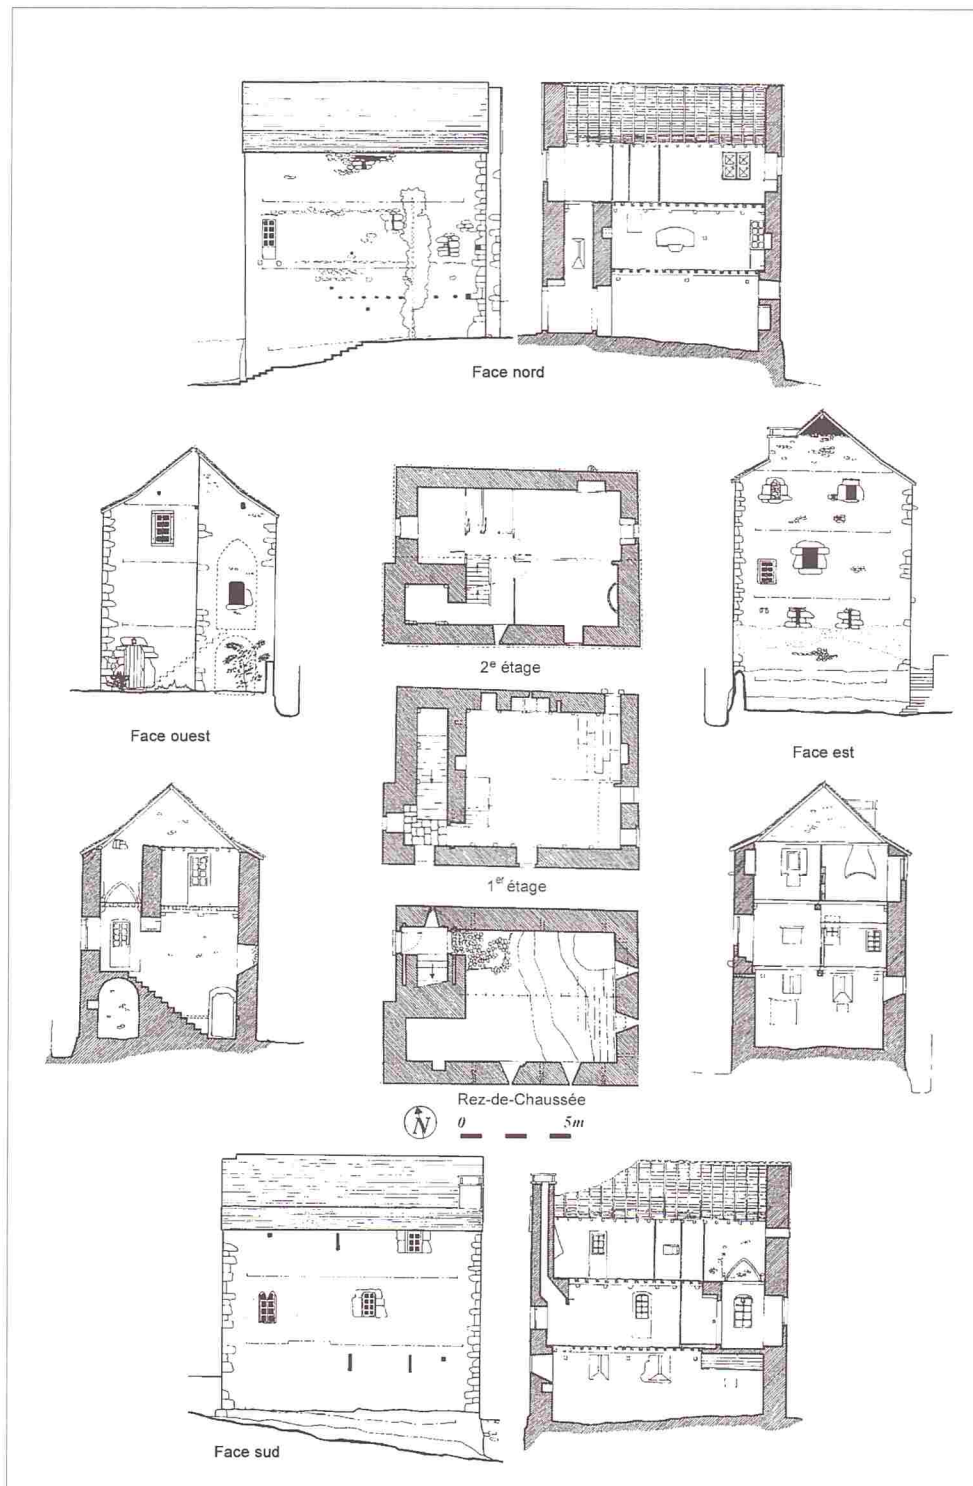 Face nord
2e étage
Face ouest
Face est
1er étage
Rez-de-Chaussée
N 0 5m
Face sud